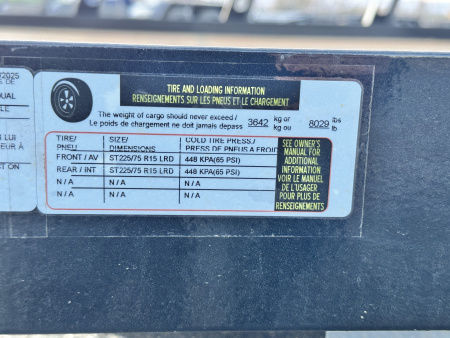 2025
DUAL
TIRE AND LOADING INFORMATION
RENSEIGNEMENTS SUR LES PNEUS ET LE CHARGEMENT
The weight of cargo should never exceed / 3642 kg or 8029 lbs
Le poids de chargement ne doit jamais depass kg ou lb
TIRE/ SIZE/ COLD TIRE PRESS./
PNEU DIMENSIONS PRESS DE PNEUS A FROID
FRONT / AV ST225/75 R15 LRD 448 KPA(65 PSI)
REAR / INT ST225/75 R15 LRD 448 KPA(65 PSI)
N / A N / A N / A
N / A N / A N / A
SEE OWNER'S
MANUAL FOR
ADDITIONAL
INFORMATION
VOIR LE MANUEL
DE L'USAGER
POUR PLUS DE
RENSEIGNEMENTS